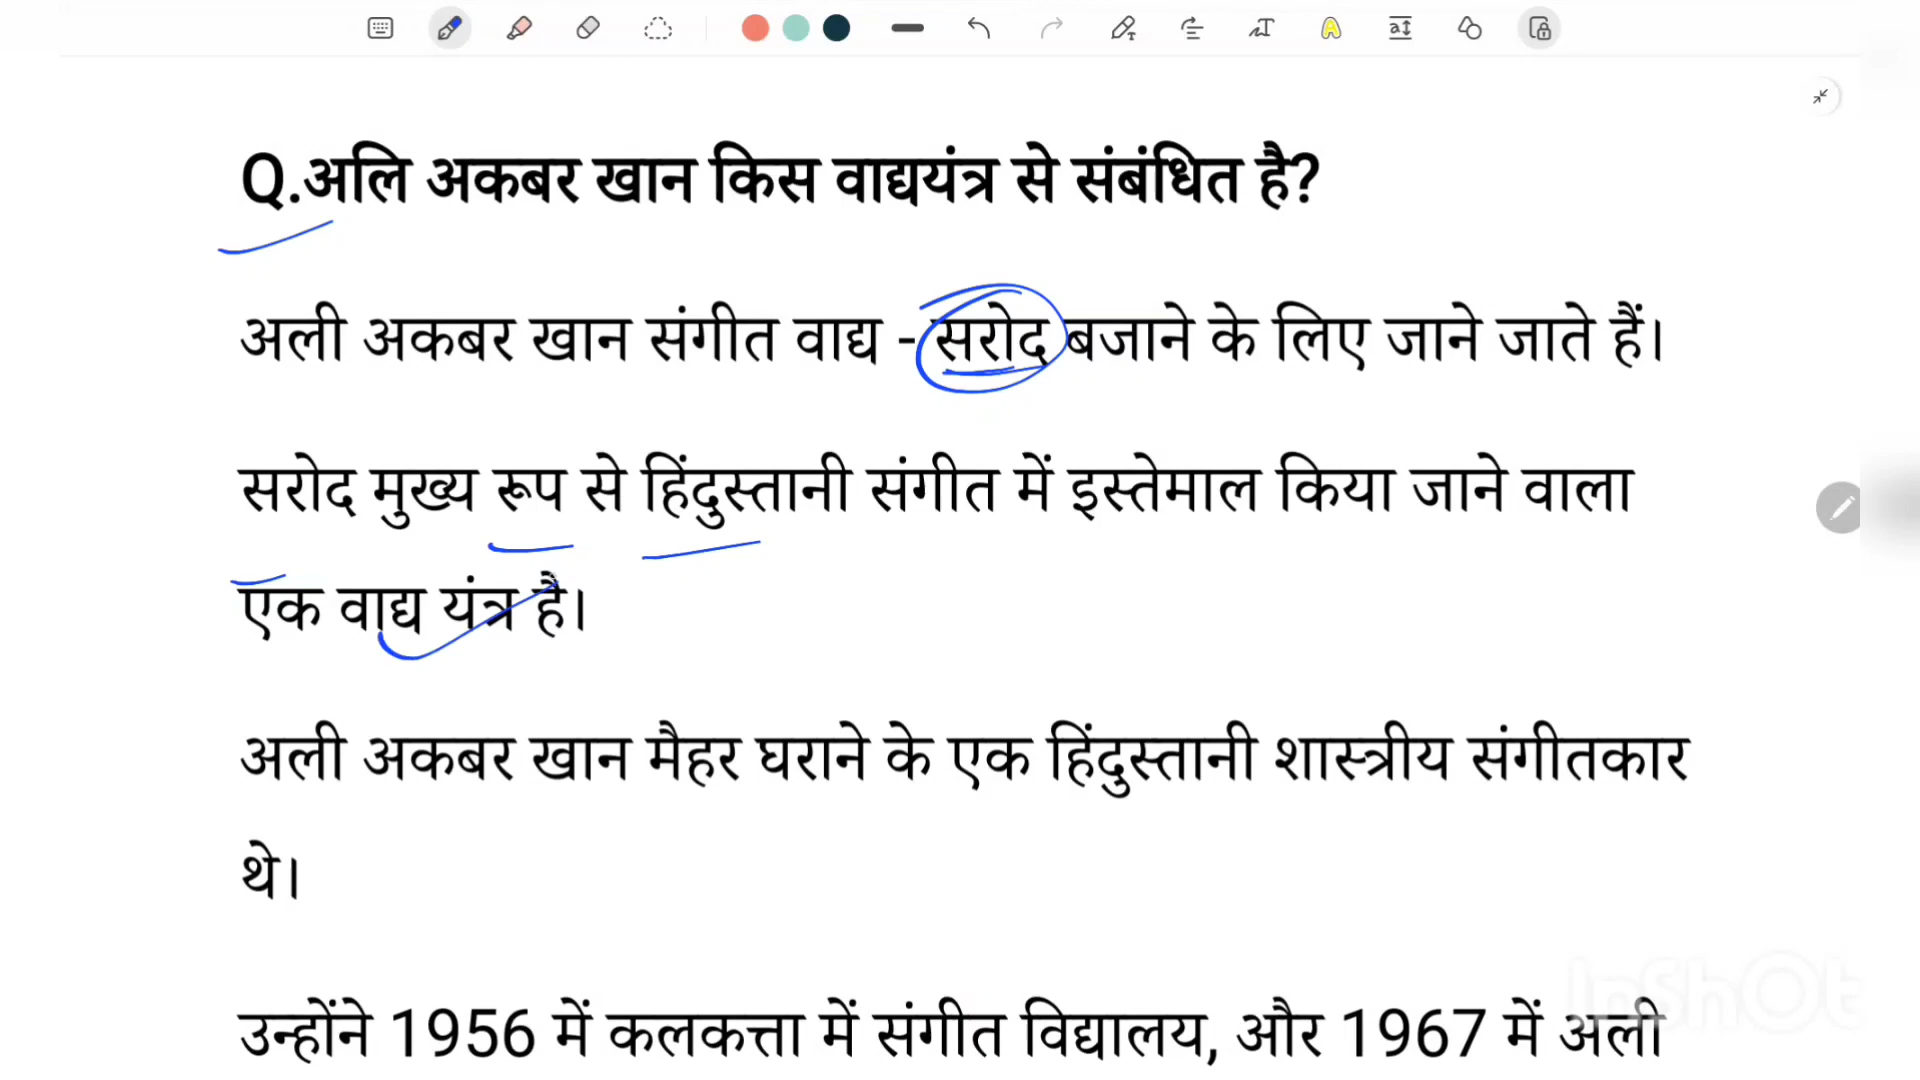 Q.अलि अकबर खान किस वाद्ययंत्र से संबंधित है?
अली अकबर खान संगीत वाद्य - सरोद बजाने के लिए जाने जाते हैं।
सरोद मुख्य रूप से हिंदुस्तानी संगीत में इस्तेमाल किया जाने वाला
एक वाद्य यंत्र है।
अली अकबर खान मैहर घराने के एक हिंदुस्तानी शास्त्रीय संगीतकार
थे।
उन्होंने 1956 में कलकत्ता में संगीत विद्यालय, और 1967 में अली
InShOt